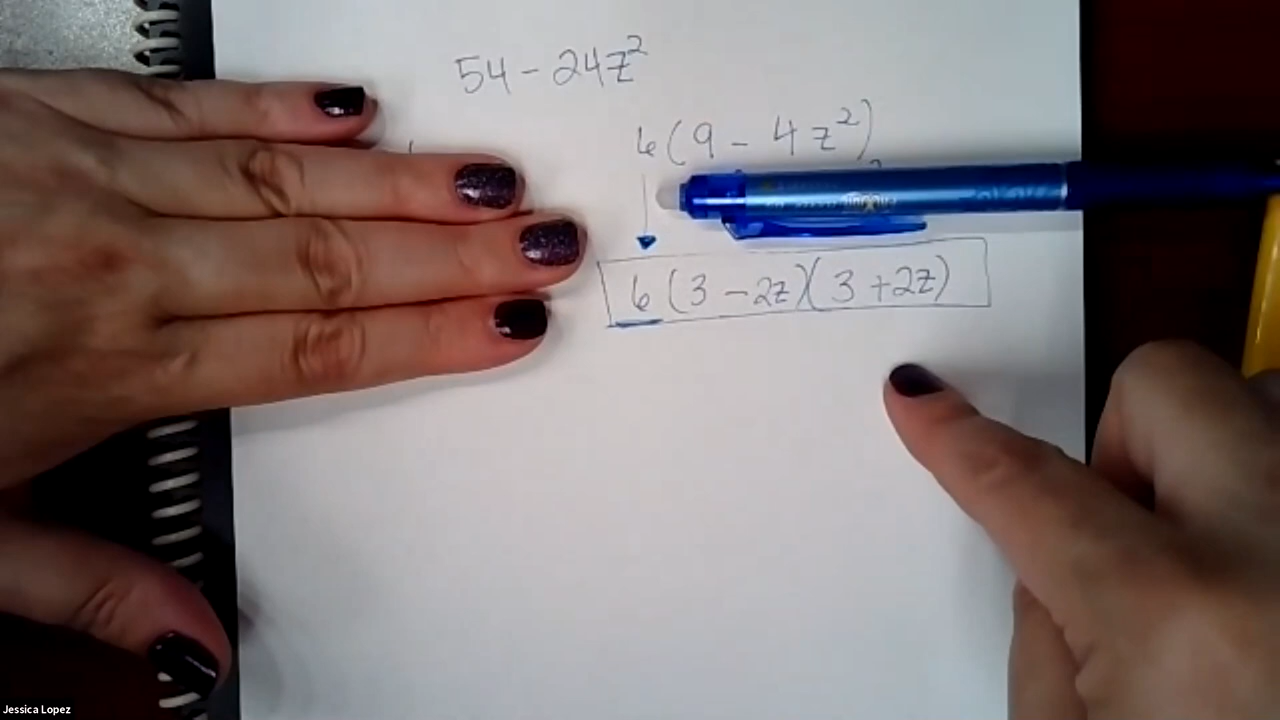 54 - 24z²
6(9 - 4z²)
6(3 - 2z)(3 + 2z)
Jessica Lopez